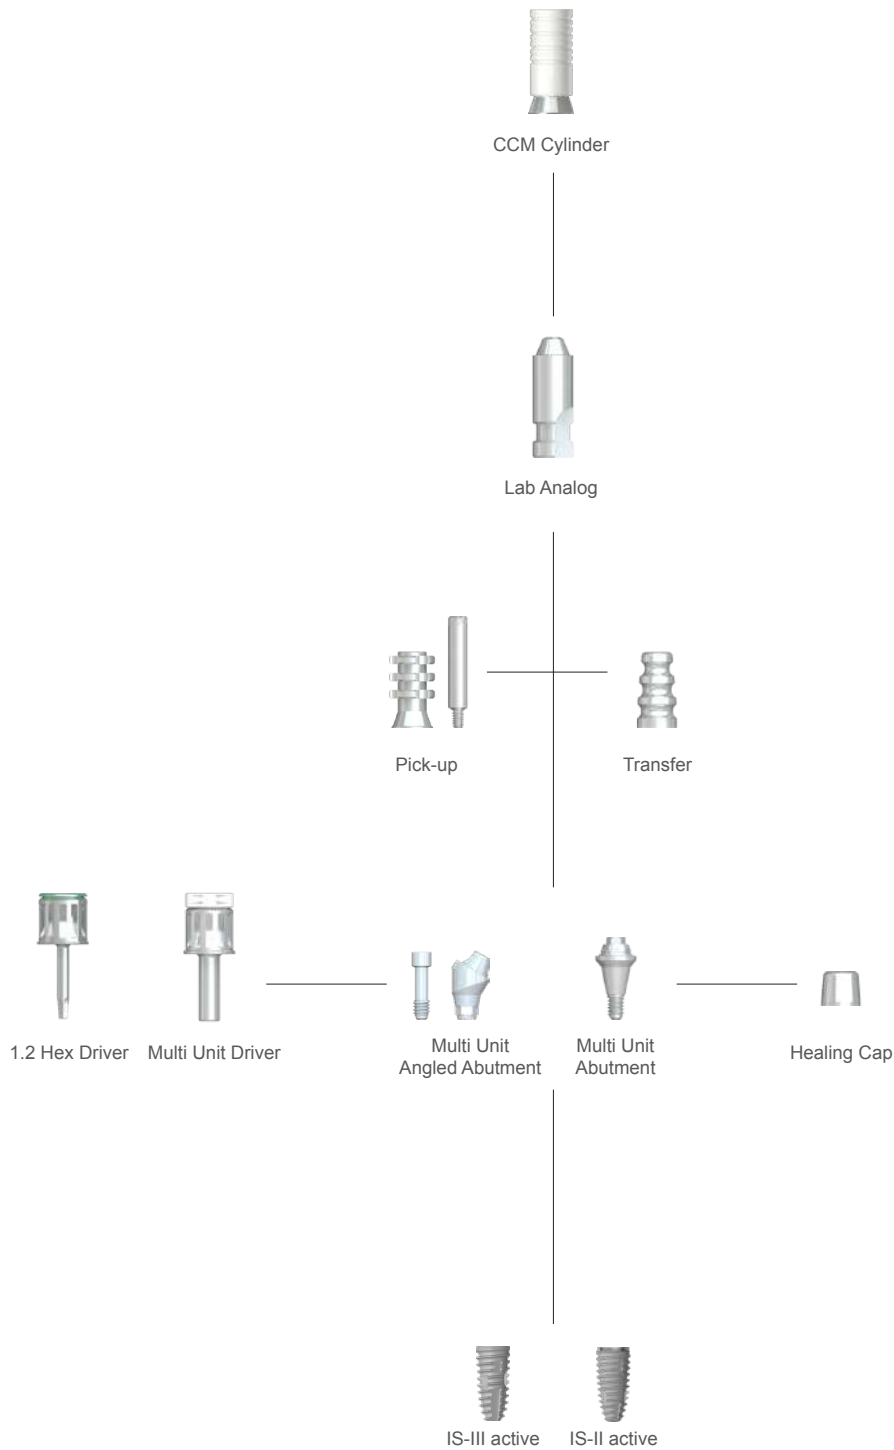 CCM Cylinder
Lab Analog
Pick-up
Transfer
1.2 Hex Driver
Multi Unit Driver
Multi Unit
Angled Abutment
Multi Unit
Abutment
Healing Cap
IS-III active
IS-II active